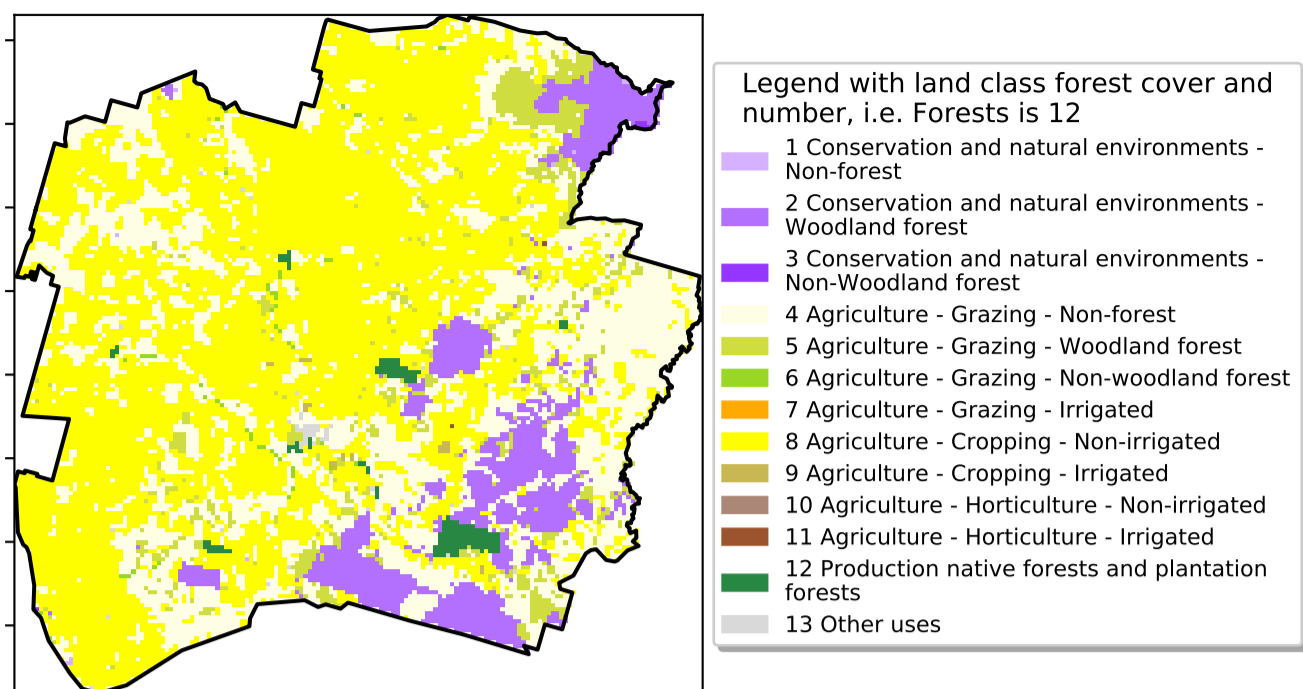 Legend with land class forest cover and
number, i.e. Forests is 12
1 Conservation and natural environments -
Non-forest
2 Conservation and natural environments -
Woodland forest
3 Conservation and natural environments -
Non-Woodland forest
4 Agriculture - Grazing - Non-forest
5 Agriculture - Grazing - Woodland forest
6 Agriculture - Grazing - Non-woodland forest
7 Agriculture - Grazing - Irrigated
8 Agriculture - Cropping - Non-irrigated
9 Agriculture - Cropping - Irrigated
10 Agriculture - Horticulture - Non-irrigated
11 Agriculture - Horticulture - Irrigated
12 Production native forests and plantation
forests
13 Other uses